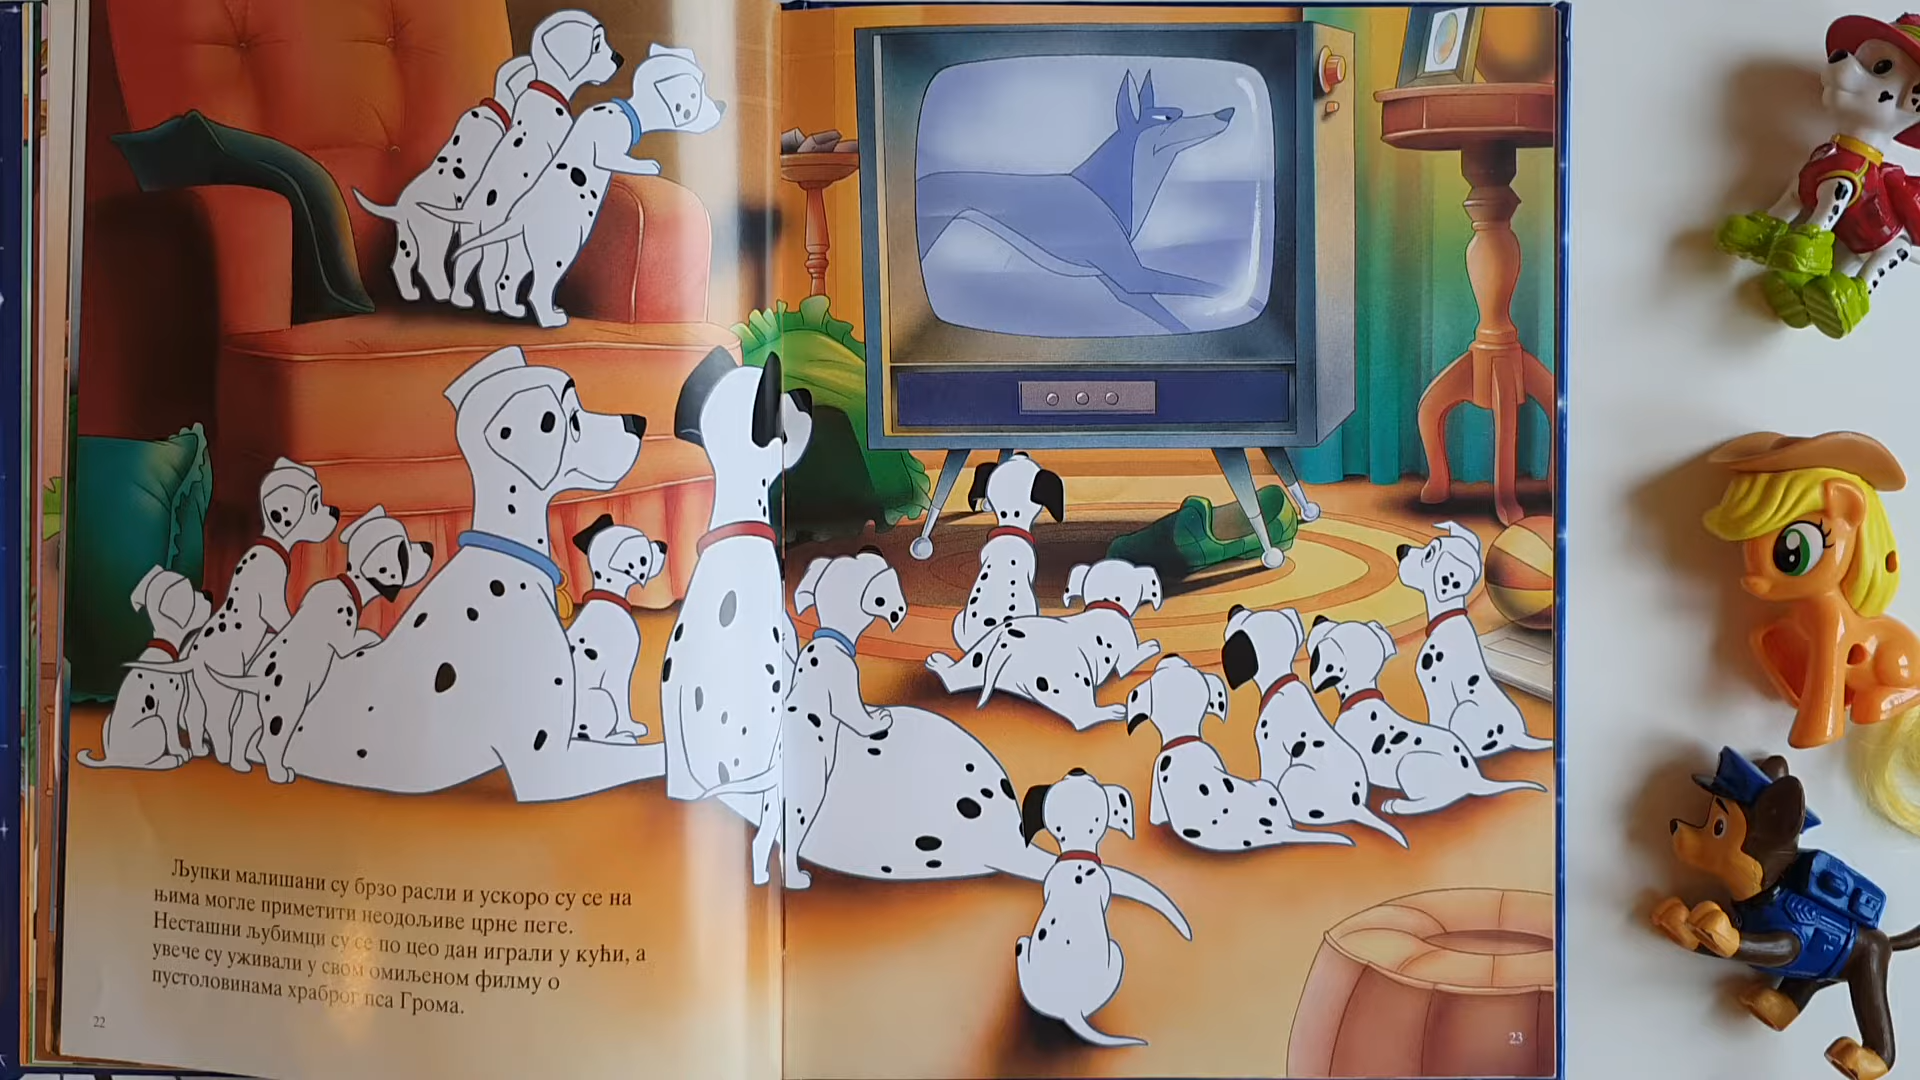 Љупки малишани су брзо расли и ускоро су се на
њима могле приметити неодољиве црне пеге.
Несташни љубимци су се по цео дан играли у кући, а
увече су уживали у свом омиљеном филму о
пустоловинама храброг пса Грома.
22
23